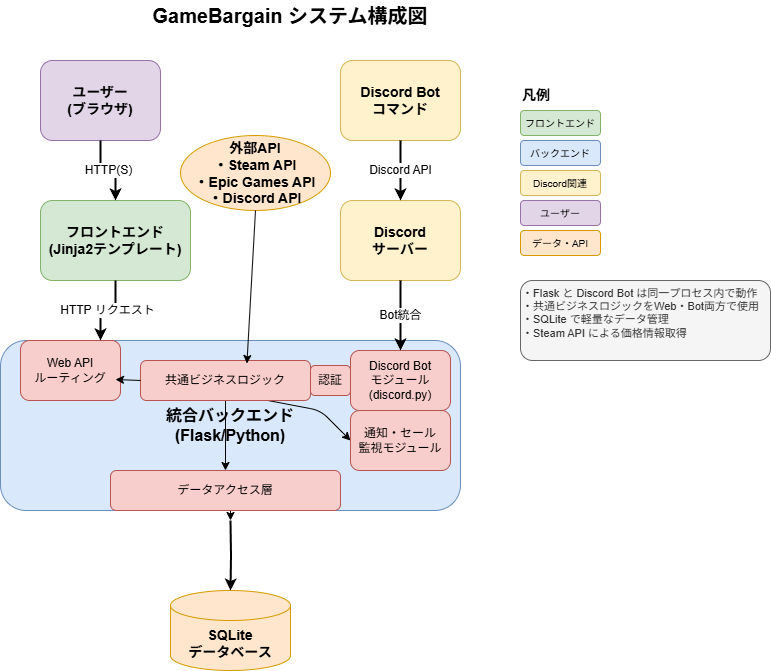 GameBargain システム構成図
ユーザー
(ブラウザ)
Discord Bot
コマンド
凡例
フロントエンド
バックエンド
Discord関連
ユーザー
データ・API
外部API
・Steam API
・Epic Games API
・Discord API
HTTP(S)
Discord API
フロントエンド
(Jinja2テンプレート)
Discord
サーバー
・Flask と Discord Bot は同一プロセス内で動作
・共通ビジネスロジックをWeb・Bot両方で使用
・SQLite で軽量なデータ管理
・Steam API による価格情報取得
HTTP リクエスト
Bot統合
Web API
ルーティング
共通ビジネスロジック
認証
Discord Bot
モジュール
(discord.py)
統合バックエンド
(Flask/Python)
通知・セール
監視モジュール
データアクセス層
SQLite
データベース